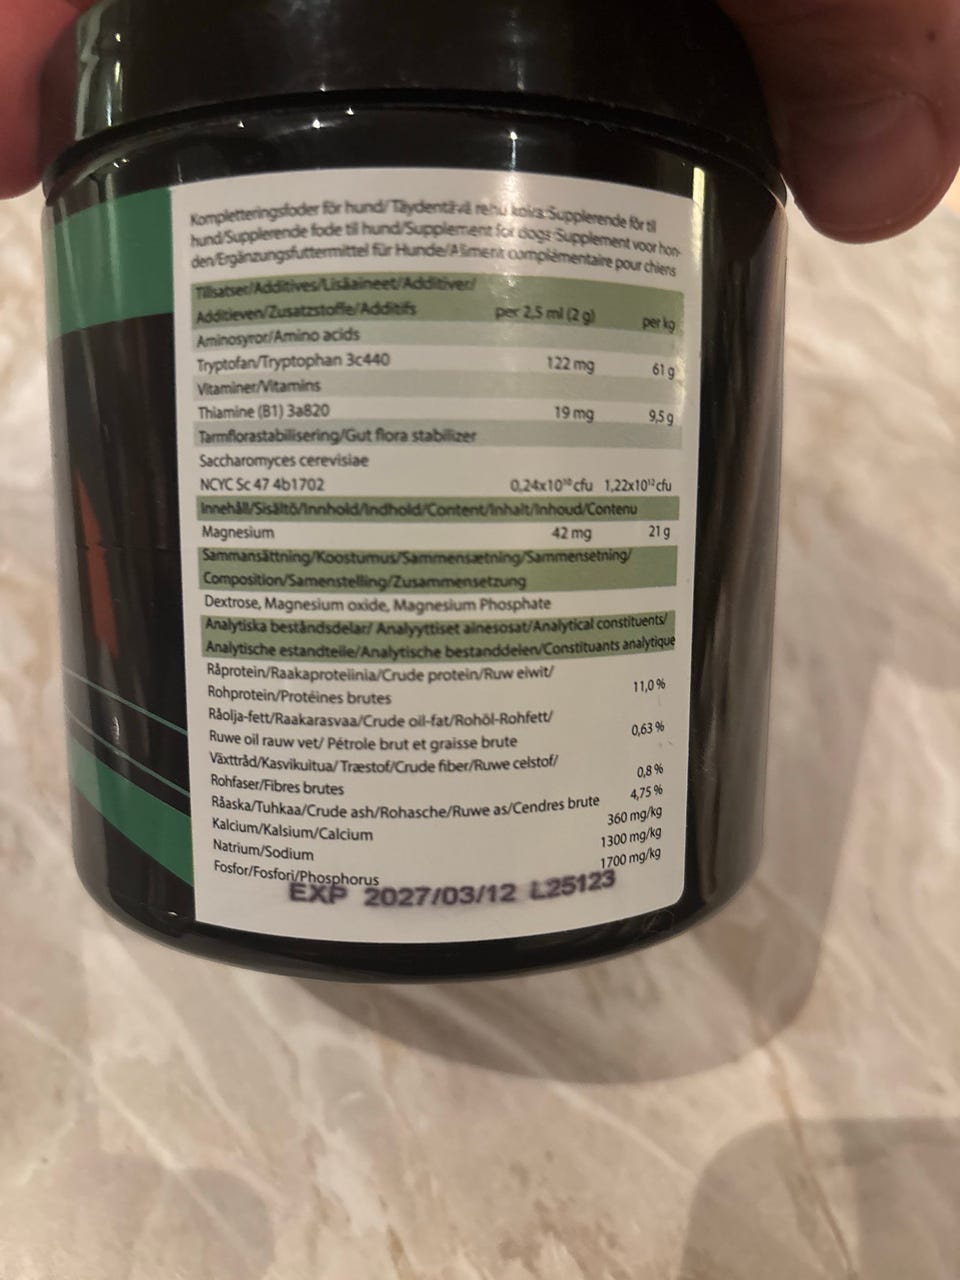 Kompletteringsfoder för hund/Täydentävä rehu koira/Supplerende fôr til
hund/Supplerende fode til hund/Supplement for dogs/Supplement voor hon-
den/Ergänzungsfuttermittel für Hunde/Aliment complémentaire pour chiens
Tillsatser/Additives/Lisäaineet/Additiver/
Additieven/Zusatzstoffe/Additifs per 2,5 ml (2 g) per kg
Aminosyror/Amino acids
Tryptofan/Tryptophan 3c440 122 mg 61 g
Vitaminer/Vitamins
Thiamine (B1) 3a820 19 mg 9,5 g
Tarmflorastabilisering/Gut flora stabilizer
Saccharomyces cerevisiae
NCYC Sc 47 4b1702 0,24x10¹⁰ cfu 1,22x10¹² cfu
Innehåll/Sisältö/Innhold/Indhold/Content/Inhalt/Inhoud/Contenu
Magnesium 42 mg 21 g
Sammansättning/Koostumus/Sammensætning/Sammensetning/
Composition/Samenstelling/Zusammensetzung
Dextrose, Magnesium oxide, Magnesium Phosphate
Analytiska beståndsdelar/ Analyyttiset ainesosat/Analytical constituents/
Analytische estandteile/Analytische bestanddelen/Constituants analytique
Råprotein/Raakaproteiinia/Crude protein/Ruw eiwit/
Rohprotein/Protéines brutes 11,0 %
Råolja-fett/Raakarasvaa/Crude oil-fat/Rohöl-Rohfett/
Ruwe oil rauw vet/ Pétrole brut et graisse brute 0,63 %
Växttråd/Kasvikuitua/ Træstof/Crude fiber/Ruwe celstof/
Rohfaser/Fibres brutes 0,8 %
Råaska/Tuhkaa/Crude ash/Rohasche/Ruwe as/Cendres brute 4,75 %
Kalcium/Kalsium/Calcium 360 mg/kg
Natrium/Sodium 1300 mg/kg
Fosfor/Fosfori/Phosphorus 1700 mg/kg
EXP 2027/03/12 L25123